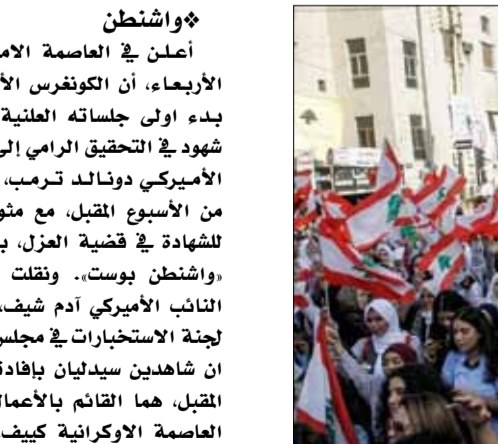 ❖واشنطن
أعلن في العاصمة الام
الأربعاء، أن الكونغرس الأ
بدء اولى جلساته العلنية
شهود في التحقيق الرامي إلى
الأميركي دونالد ترمب،
من الأسبوع المقبل، مع مثو
للشهادة في قضية العزل، ب
«واشنطن بوست». ونقلت
النائب الأميركي آدم شيف،
لجنة الاستخبارات في مجلس
ان شاهدين سيدليان بإفادة
المقبل، هما القائم بالأعمال
العاصمة الاوكرانية كييف،